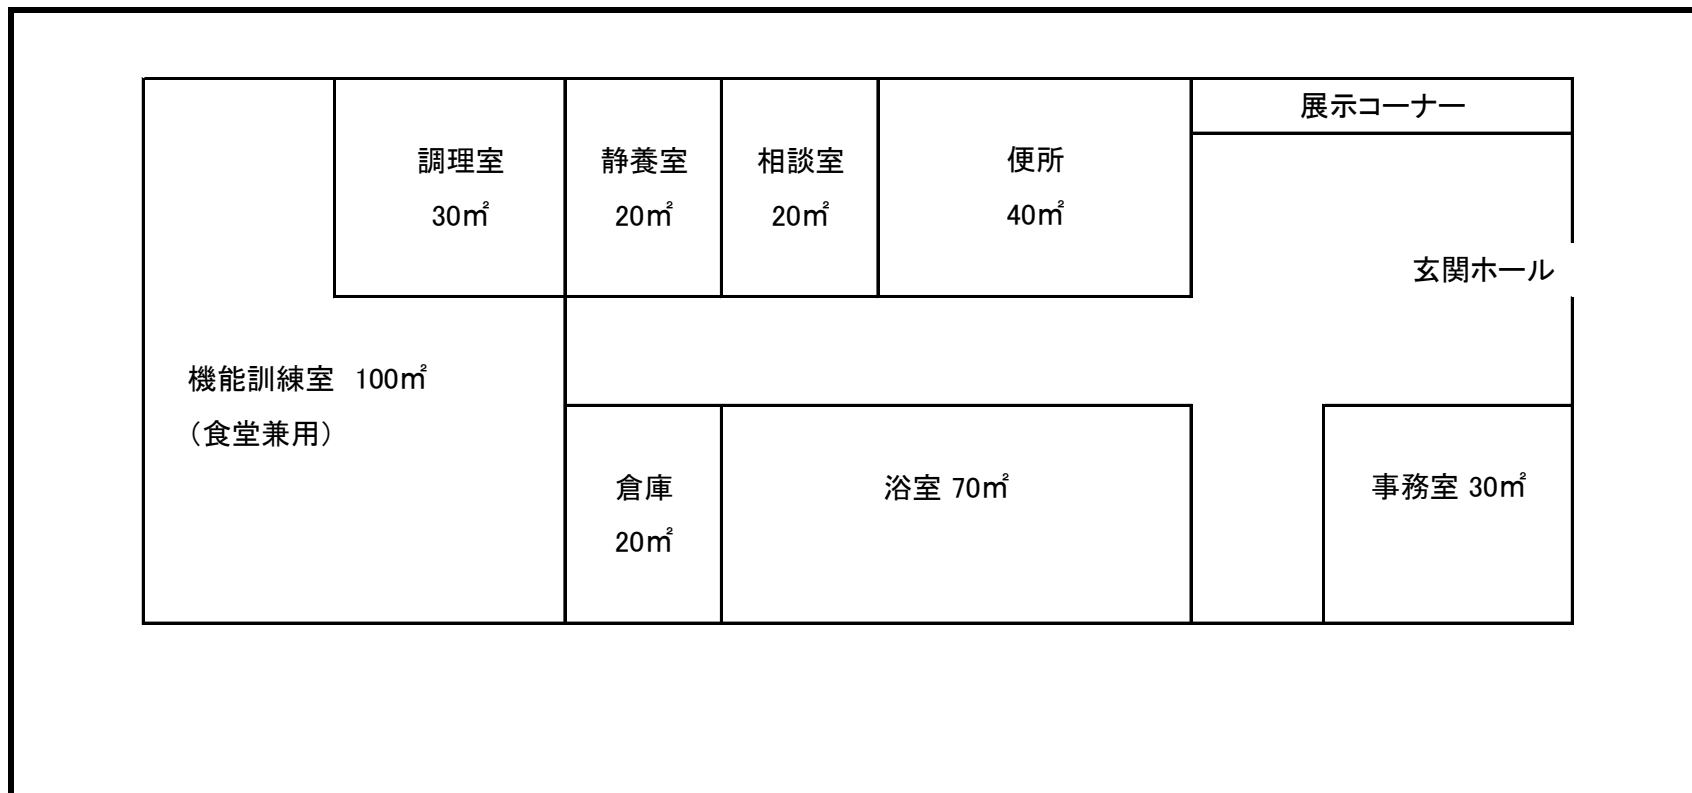 展示コーナー
調理室
30㎡
静養室
20㎡
相談室
20㎡
便所
40㎡
玄関ホール
機能訓練室　100㎡
（食堂兼用）
倉庫
20㎡
浴室 70㎡
事務室 30㎡